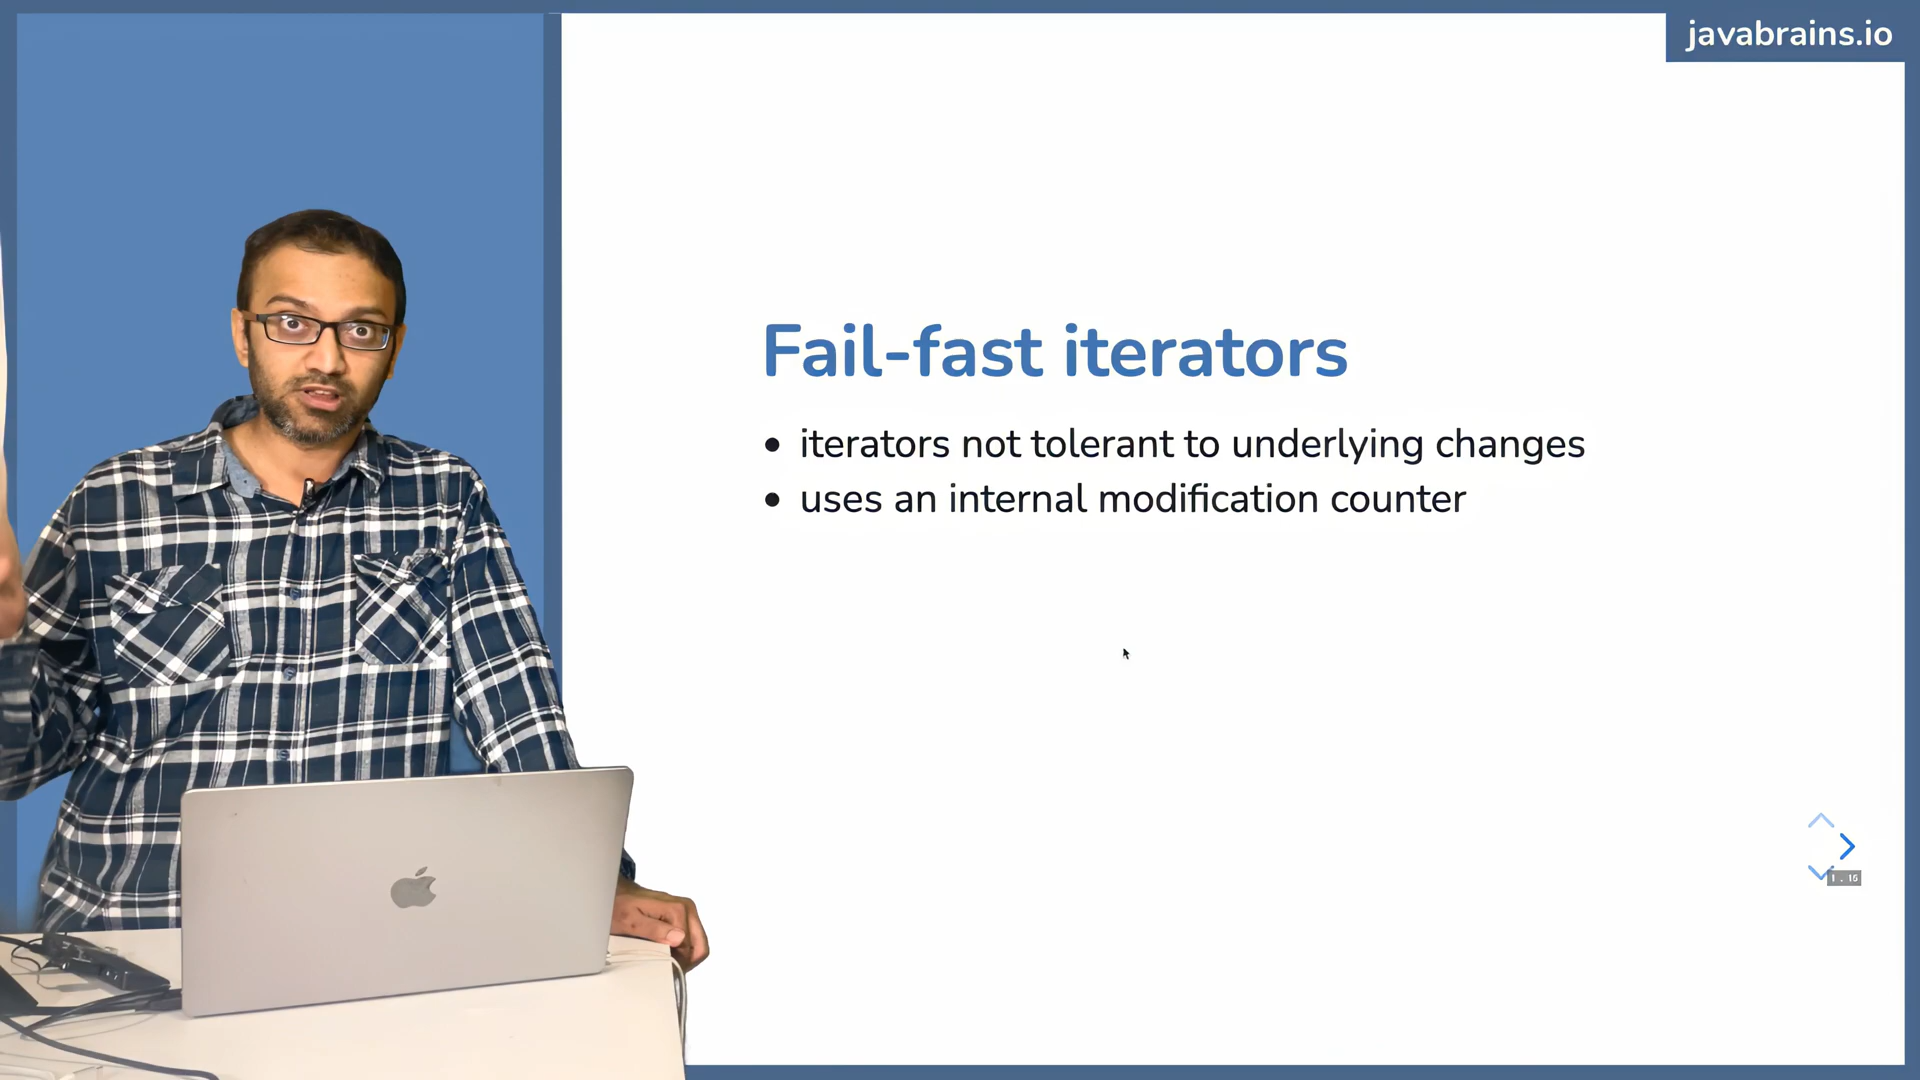 javabrains.io
Fail-fast iterators
• iterators not tolerant to underlying changes
• uses an internal modification counter